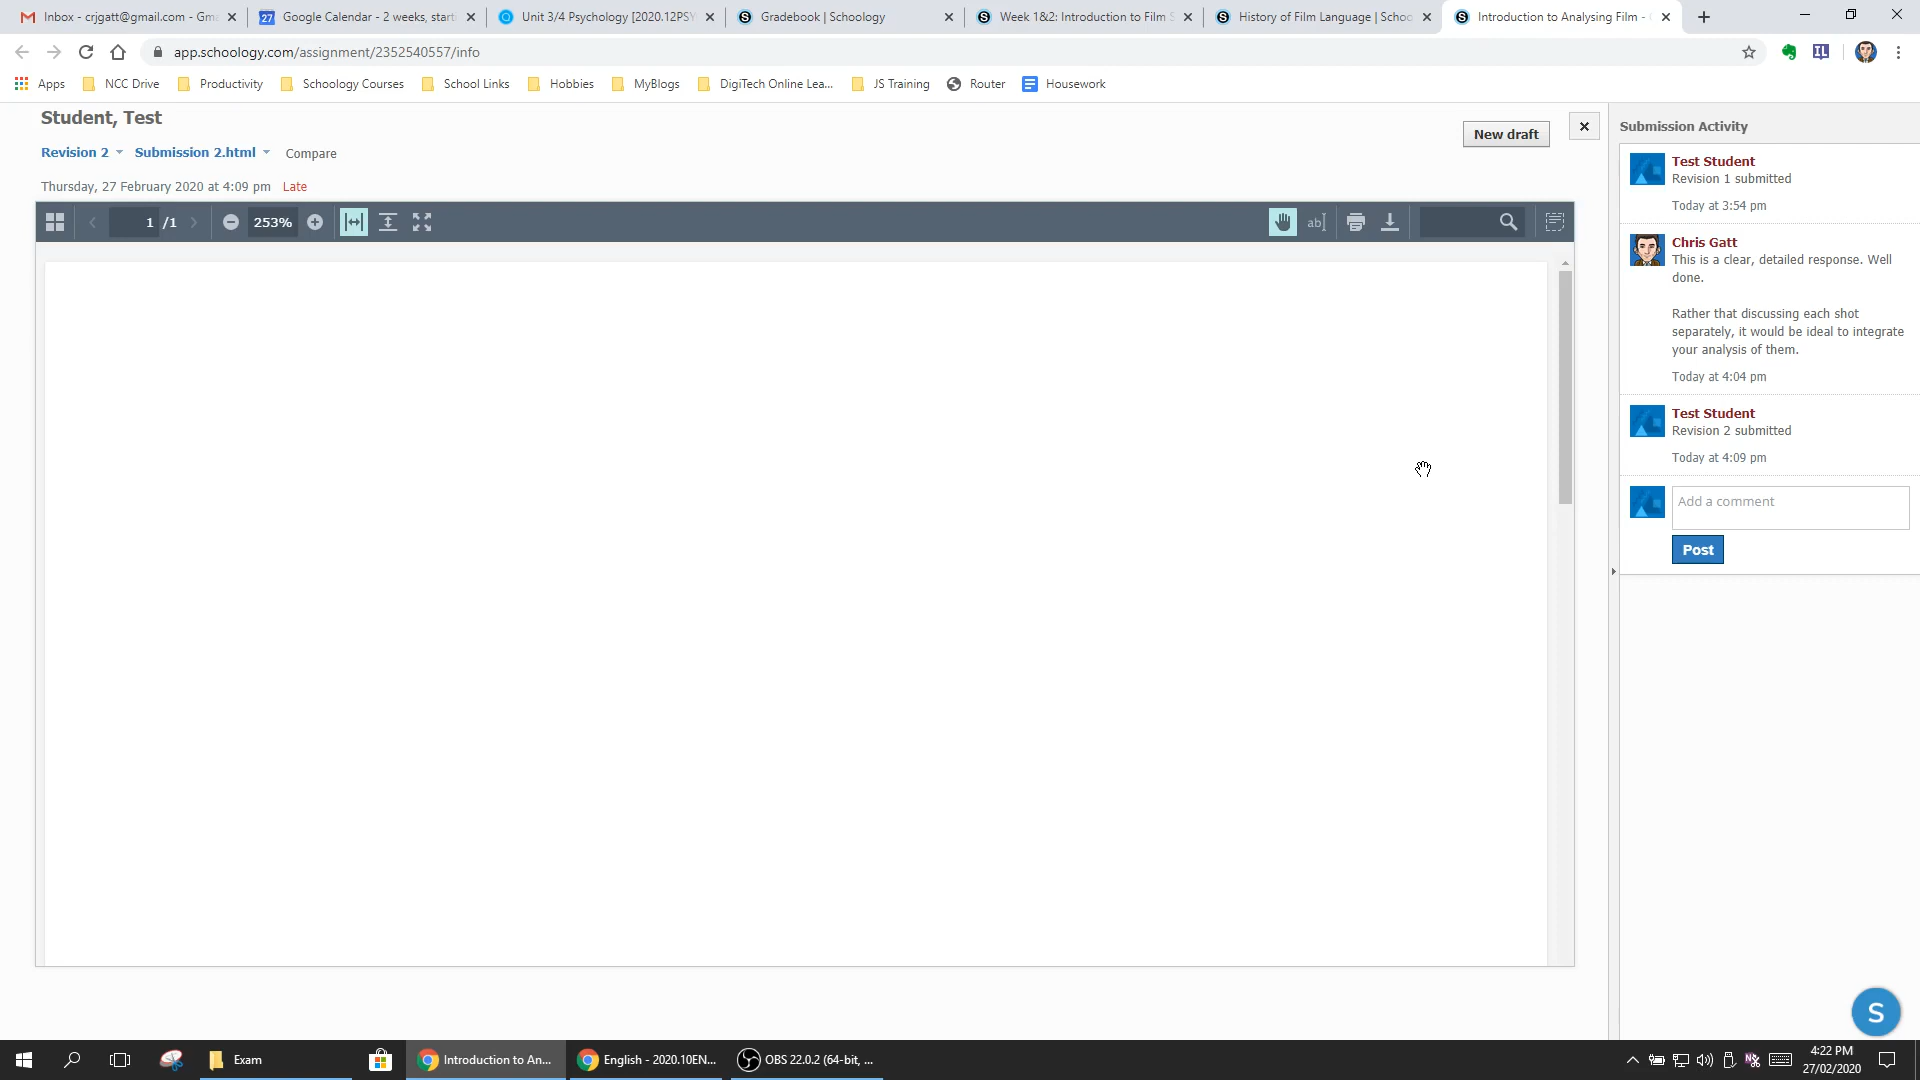 Inbox - crjgatt@gmail.com - Gma
27 Google Calendar - 2 weeks, starti
Unit 3/4 Psychology [2020.12PSY
S Gradebook | Schoology
S Week 1&2: Introduction to Film S
S History of Film Language | Schoo
S Introduction to Analysing Film -
app.schoology.com/assignment/2352540557/info
IL
Apps NCC Drive Productivity Schoology Courses School Links Hobbies MyBlogs DigiTech Online Lea... JS Training Router Housework
Student, Test
New draft
Revision 2 Submission 2.html Compare
Thursday, 27 February 2020 at 4:09 pm Late
1 /1 253% ab
Submission Activity
Test Student
Revision 1 submitted
Today at 3:54 pm
Chris Gatt
This is a clear, detailed response. Well
done.
Rather that discussing each shot
separately, it would be ideal to integrate
your analysis of them.
Today at 4:04 pm
Test Student
Revision 2 submitted
Today at 4:09 pm
Add a comment
Post
S
Exam
Introduction to An...
English - 2020.10EN...
OBS 22.0.2 (64-bit, ...
4:22 PM
27/02/2020